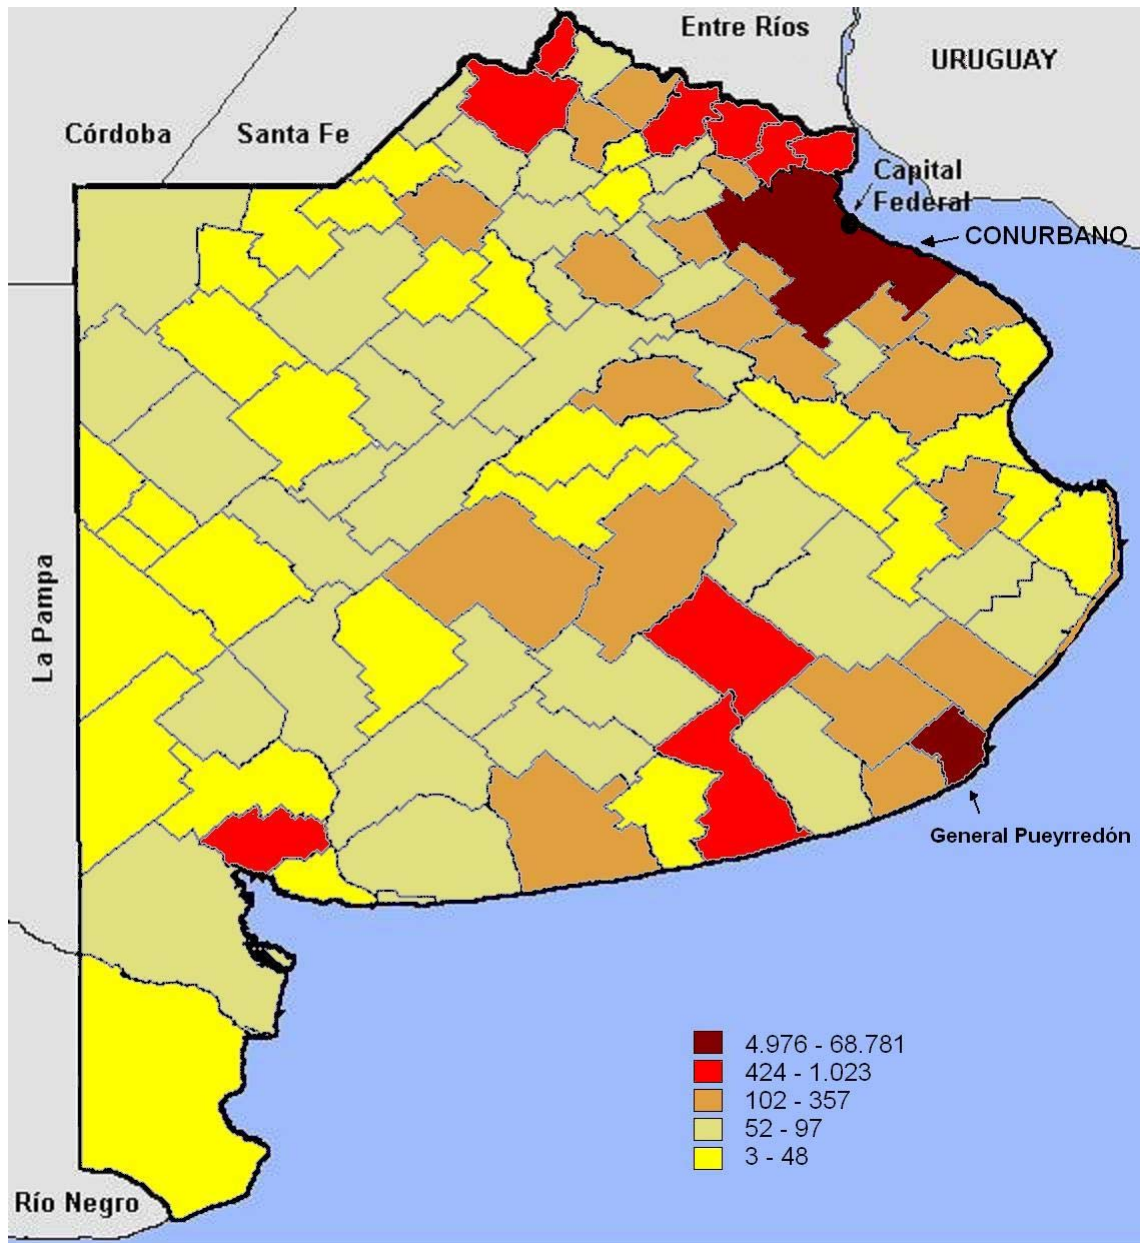 Entre Ríos
URUGUAY
Córdoba
Santa Fe
Capital
Federal
CONURBANO
La Pampa
General Pueyrredón
4.976 - 68.781
424 - 1.023
102 - 357
52 - 97
3 - 48
Río Negro